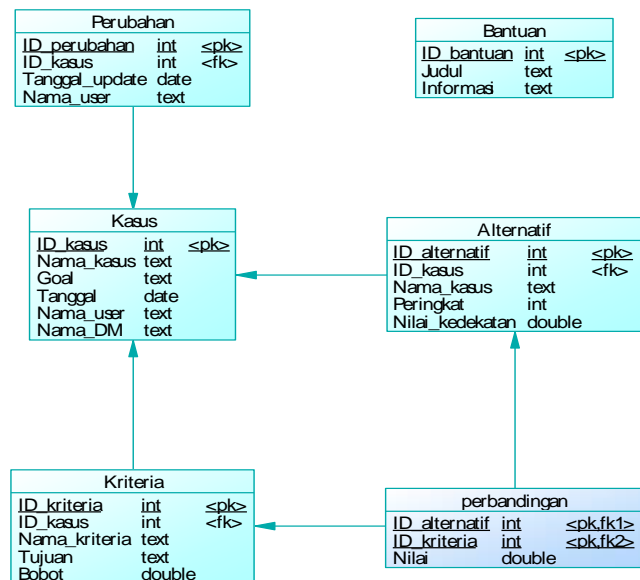 Perubahan
ID_perubahan int <pk>
ID_kasus int <fk>
Tanggal_update date
Nama_user text
Bantuan
ID_bantuan int <pk>
Judul text
Informasi text
Kasus
ID_kasus int <pk>
Nama_kasus text
Goal text
Tanggal date
Nama_user text
Nama_DM text
Alternatif
ID_alternatif int <pk>
ID_kasus int <fk>
Nama_kasus text
Peringkat int
Nilai_kedekatan double
Kriteria
ID_kriteria int <pk>
ID_kasus int <fk>
Nama_kriteria text
Tujuan text
Bobot double
perbandingan
ID_alternatif int <pk,fk1>
ID_kriteria int <pk,fk2>
Nilai double